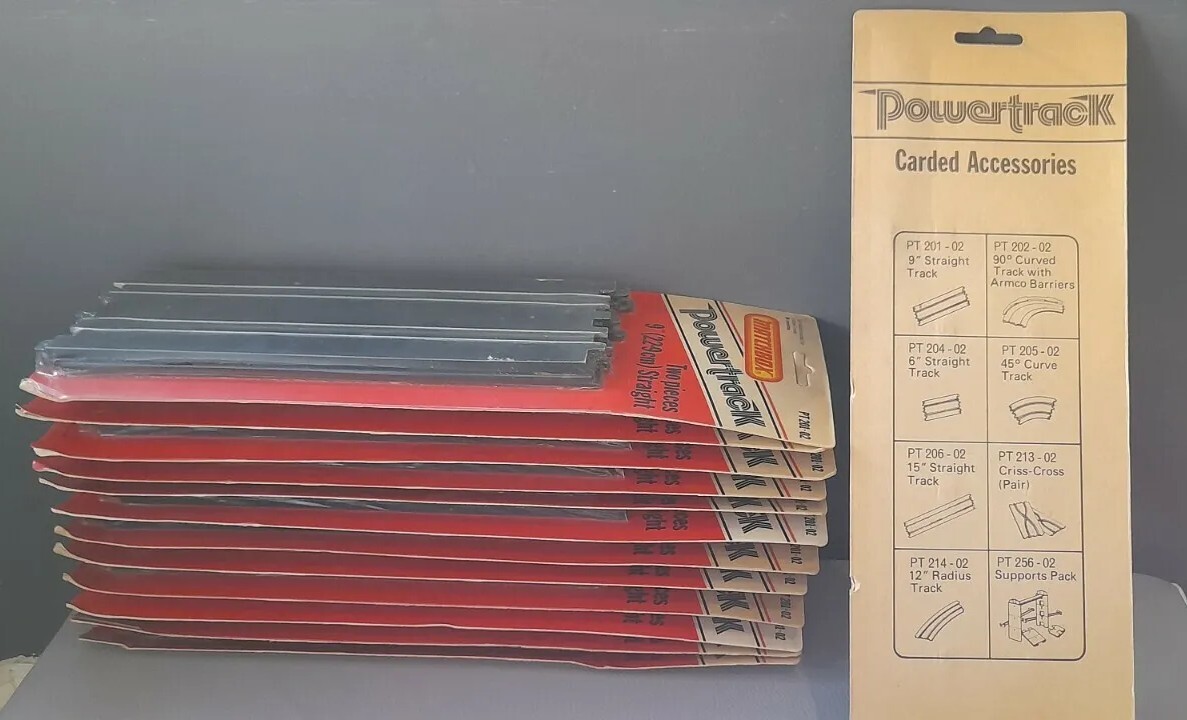 MATCHBOX
Powertrack
PT 201-02
Two pieces
9"(229cm) Straight
ces
ght
Powertrack
Carded Accessories
PT 201 - 02
9" Straight
Track
PT 202 - 02
90° Curved
Track with
Armco Barriers
PT 204 - 02
6" Straight
Track
PT 205 - 02
45° Curve
Track
PT 206 - 02
15" Straight
Track
PT 213 - 02
Criss-Cross
(Pair)
PT 214 - 02
12" Radius
Track
PT 256 - 02
Supports Pack